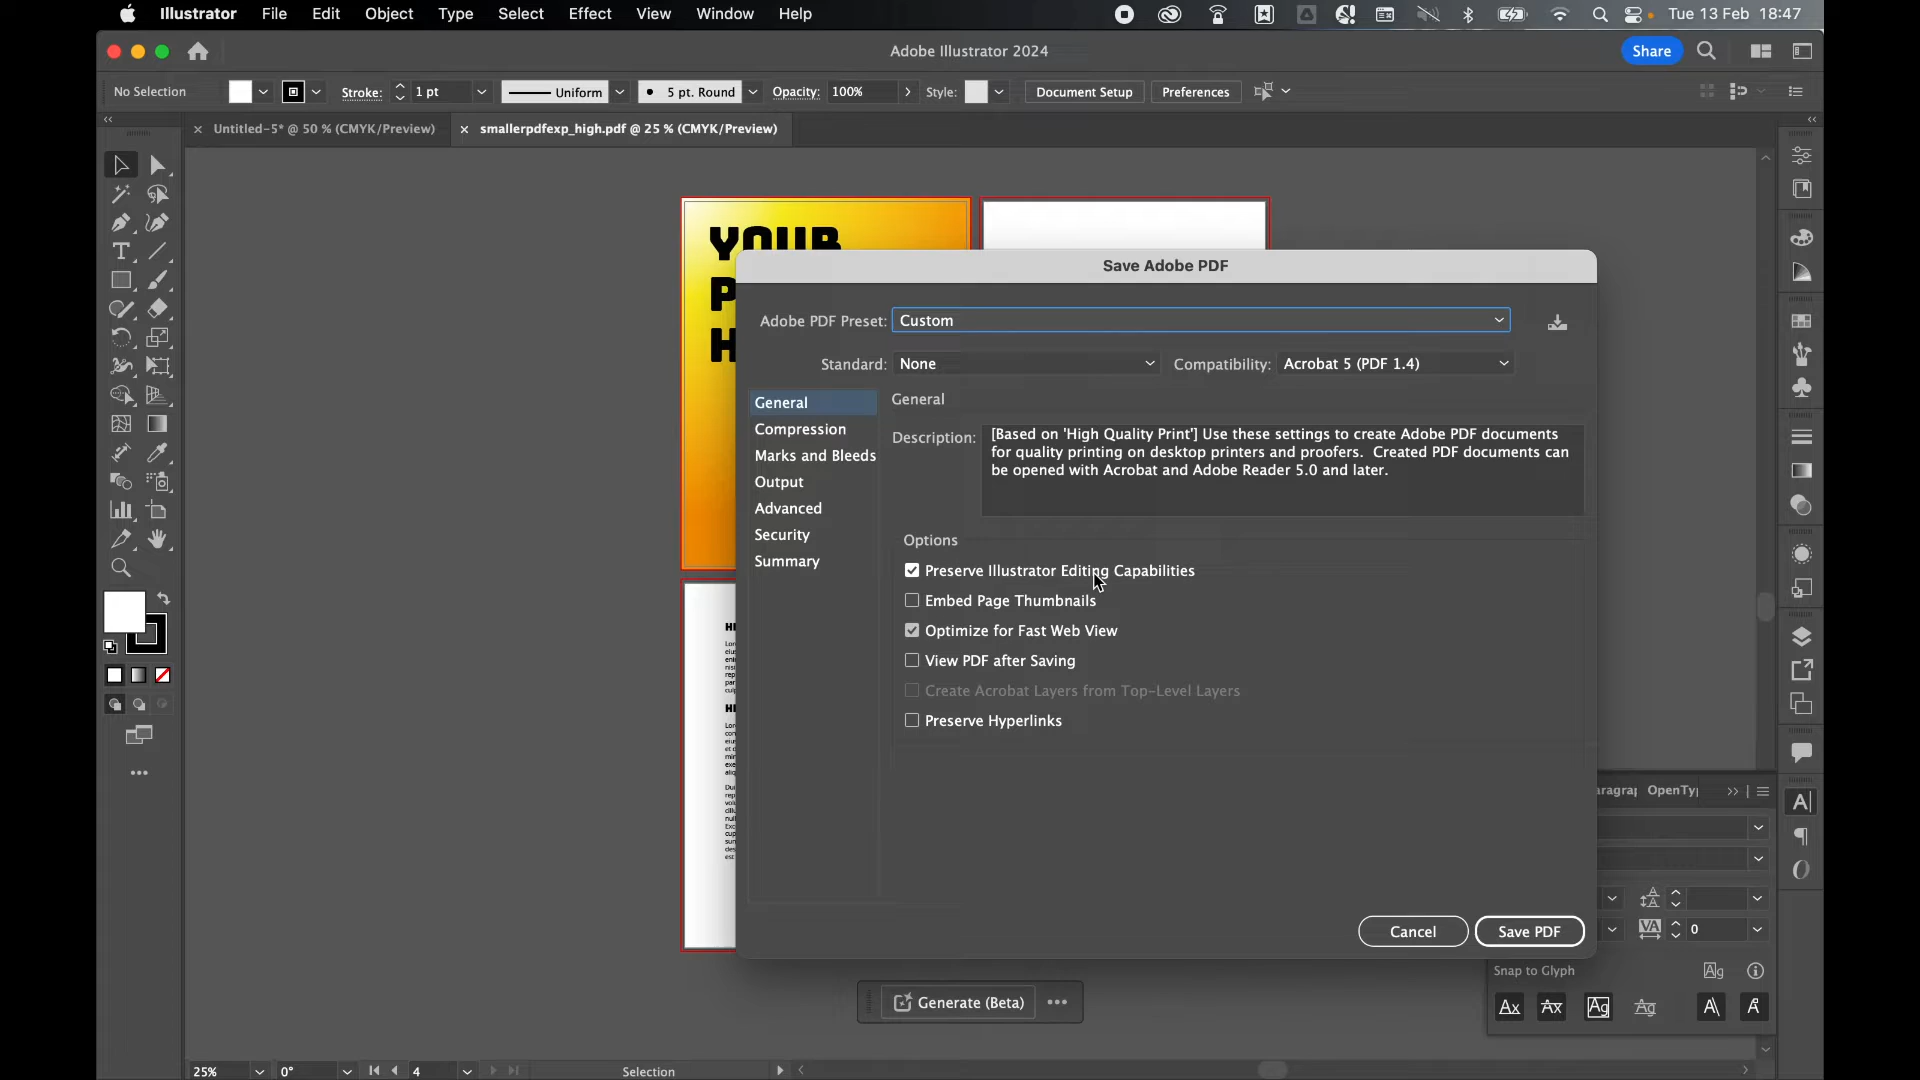 Illustrator File Edit Object Type Select Effect View Window Help Tue 13 Feb 18:47
Adobe Illustrator 2024
Share
No Selection Stroke: 1 pt Uniform 5 pt. Round Opacity: 100% Style: Document Setup Preferences
Untitled-5* @ 50 % (CMYK/Preview) smallerpdfexp_high.pdf @ 25 % (CMYK/Preview)
YOUR
Save Adobe PDF
Adobe PDF Preset: Custom
Standard: None Compatibility: Acrobat 5 (PDF 1.4)
General
Compression
Marks and Bleeds
Output
Advanced
Security
Summary
General
Description: [Based on 'High Quality Print'] Use these settings to create Adobe PDF documents
for quality printing on desktop printers and proofers. Created PDF documents can
be opened with Acrobat and Adobe Reader 5.0 and later.
Options
Preserve Illustrator Editing Capabilities
Embed Page Thumbnails
Optimize for Fast Web View
View PDF after Saving
Create Acrobat Layers from Top-Level Layers
Preserve Hyperlinks
Cancel Save PDF
0
Snap to Glyph
Generate (Beta)
25% 0° 4 Selection